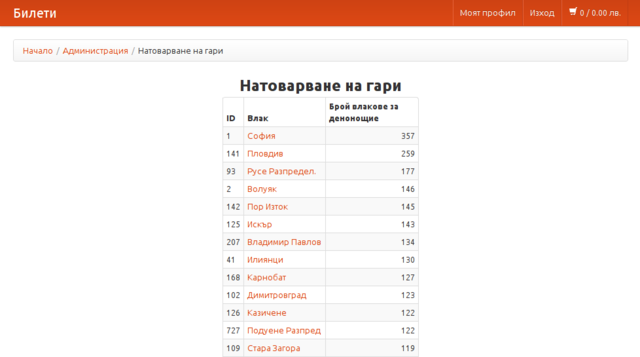 Билети
Моят профил
Изход
0 / 0.00 лв.
Начало / Администрация / Натоварване на гари
Натоварване на гари
ID Влак Брой влакове за
денонощие
1 София 357
141 Пловдив 259
93 Русе Разпредел. 177
2 Волуяк 146
142 Пор Изток 145
125 Искър 143
207 Владимир Павлов 134
41 Илиянци 130
168 Карнобат 127
102 Димитровград 123
126 Казичене 122
727 Подуене Разпред 122
109 Стара Загора 119